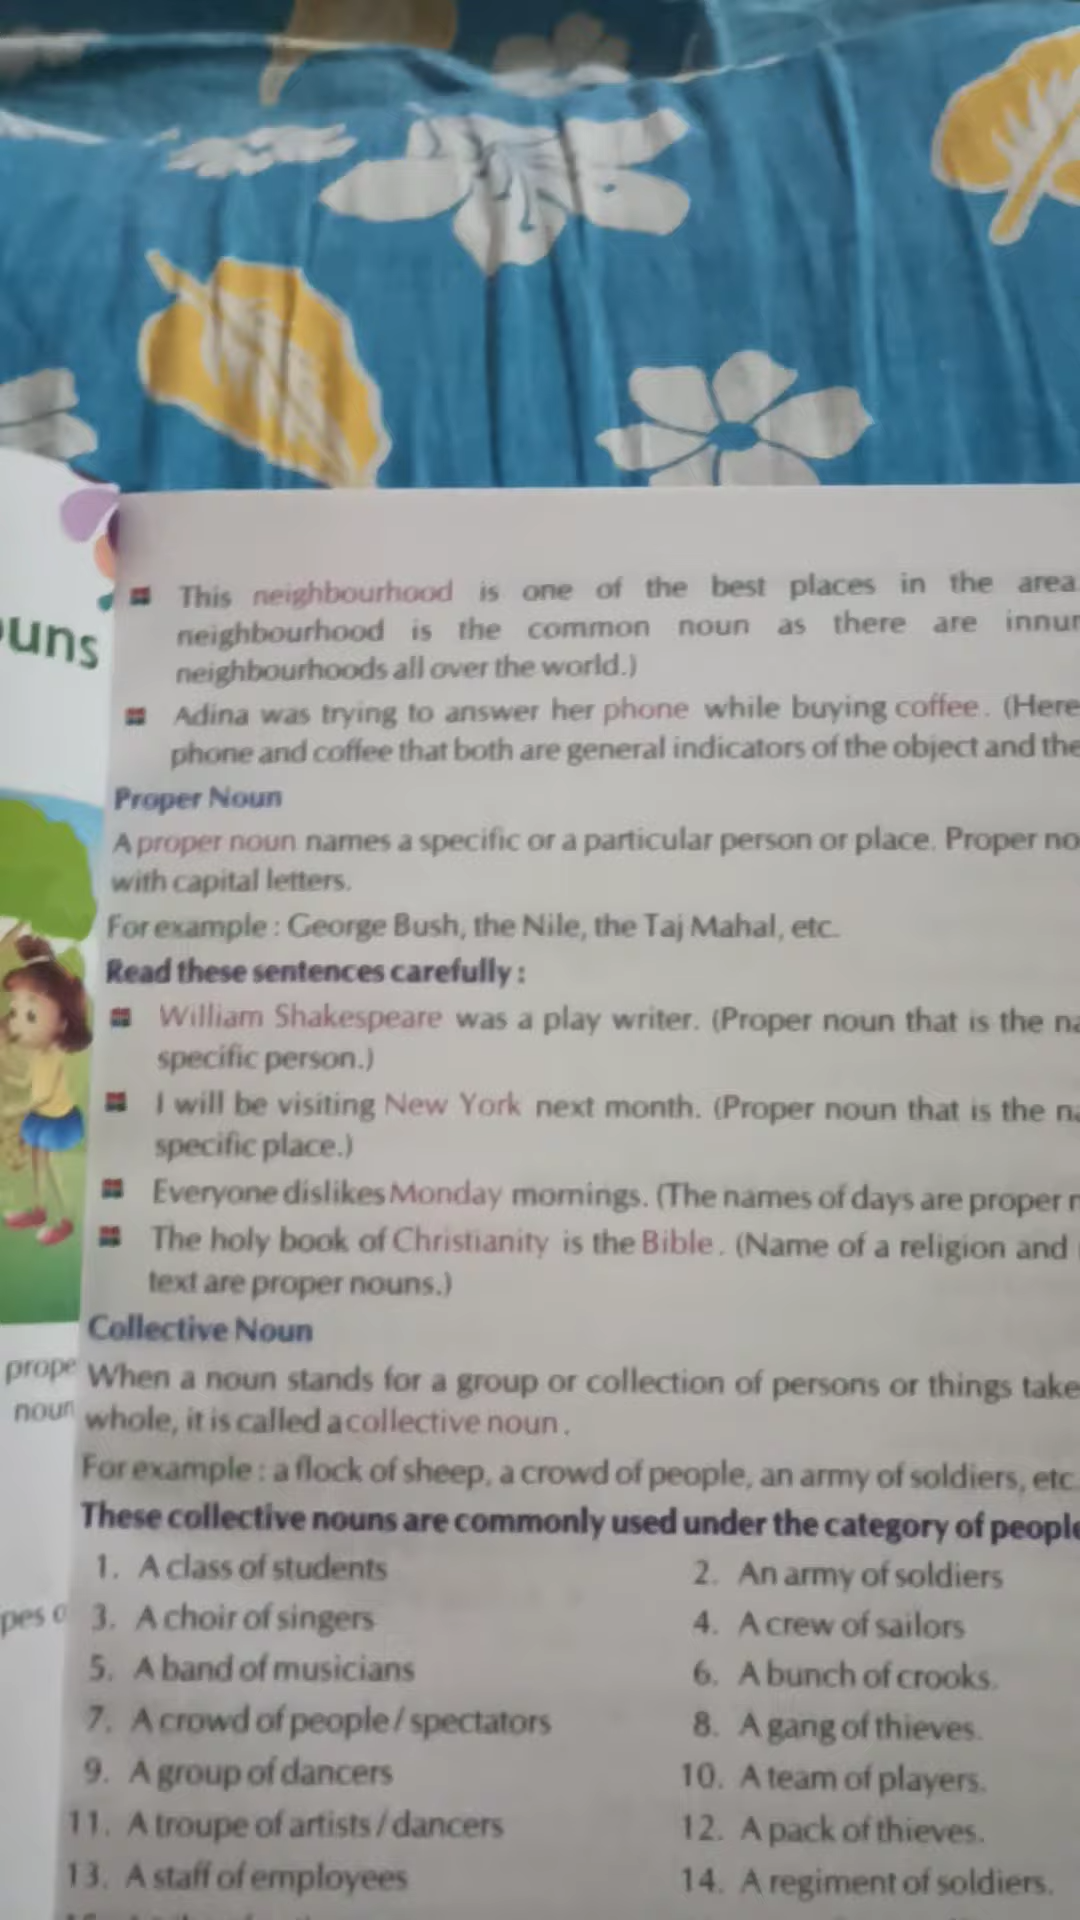 ouns
This neighbourhood is one of the best places in the area.
neighbourhood is the common noun as there are
neighbourhoods all over the world.)
Adina was trying to answer her phone while buying coffee. (Here
phone and coffee that both are general indicators of the object and the
Proper Noun
A proper noun names a specific or a particular person or place. Proper no
with capital letters.
For example : George Bush, the Nile, the Taj Mahal, etc.
Read these sentences carefully :
William Shakespeare was a play writer. (Proper noun that is the na
specific person.)
I will be visiting New York next month. (Proper noun that is the na
specific place.)
Everyone dislikes Monday mornings. (The names of days are proper
The holy book of Christianity is the Bible. (Name of a religion and
text are proper nouns.)
Collective Noun
prope
When a noun stands for a group or collection of persons or things take
noun
whole, it is called a collective noun.
For example : a flock of sheep, a crowd of people, an army of soldiers, etc.
These collective nouns are commonly used under the category of people
1. A class of students
2. An army of soldiers
pes o
3. A choir of singers
4. A crew of sailors
5. A band of musicians
6. A bunch of crooks.
7. A crowd of people / spectators
8. A gang of thieves.
9. A group of dancers
10. A team of players.
11. A troupe of artists / dancers
12. A pack of thieves.
13. A staff of employees
14. A regiment of soldiers.